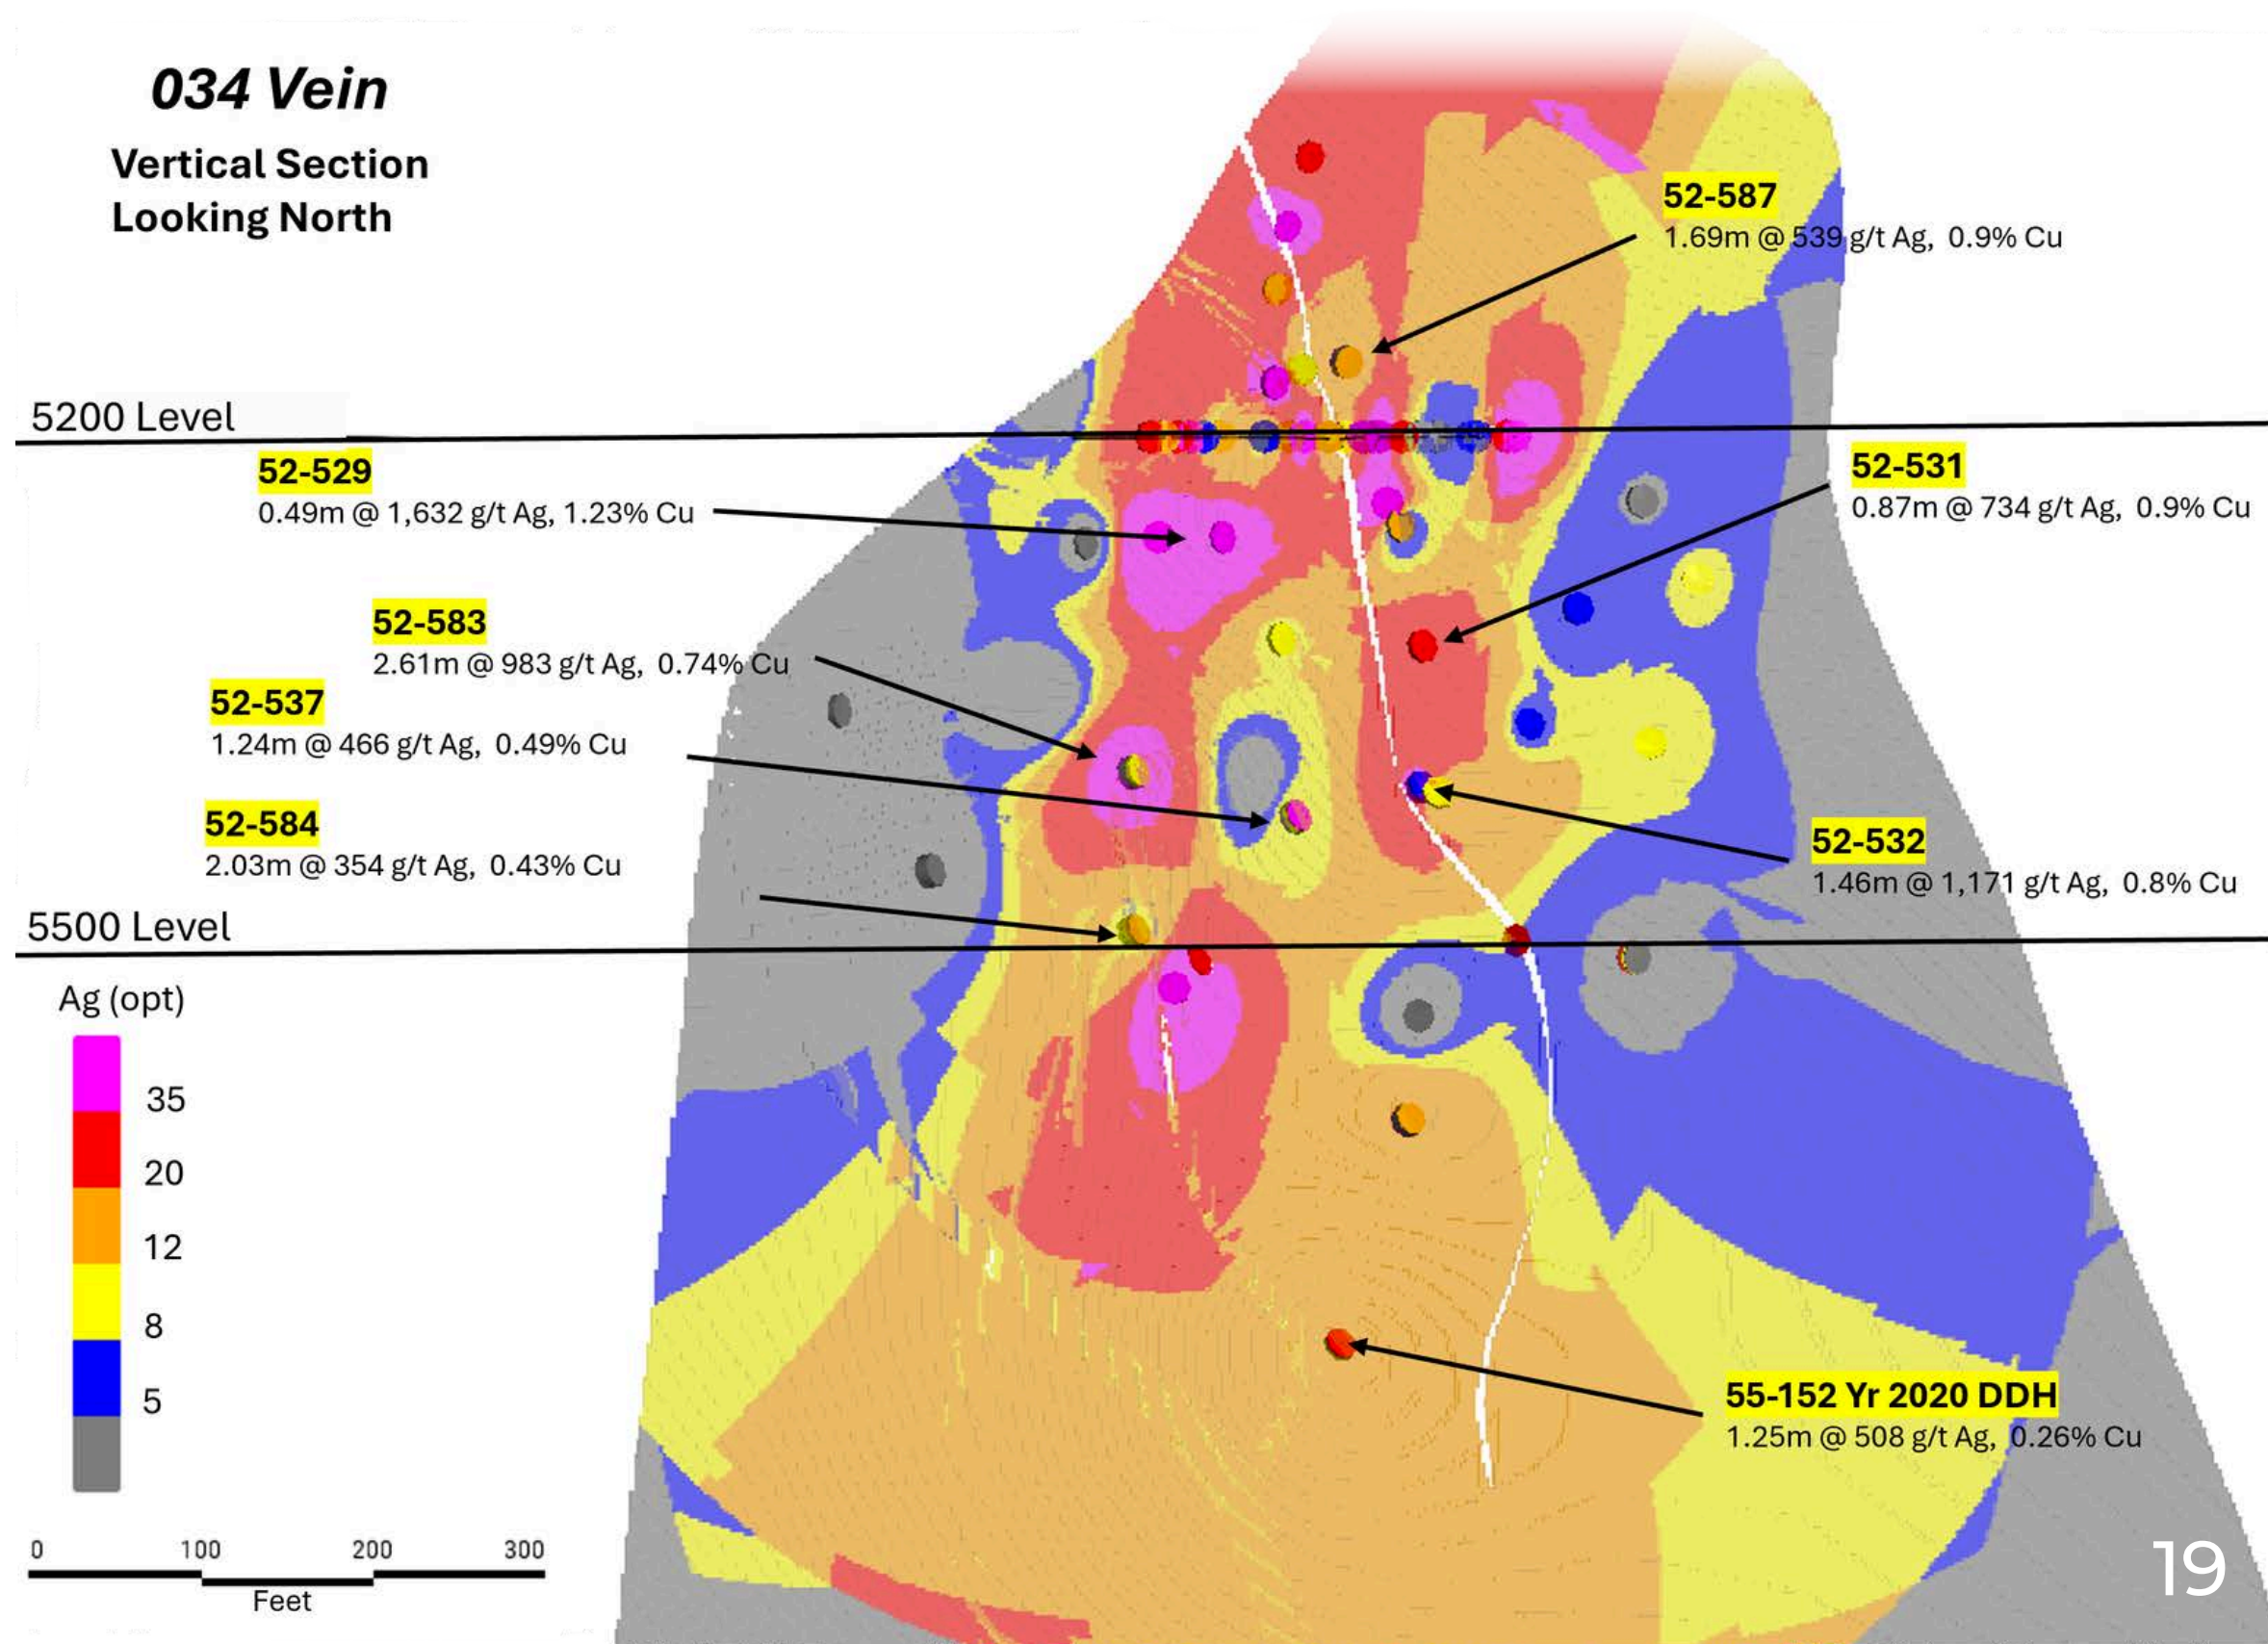 034 Vein
Vertical Section
Looking North
52-587
1.69m @ 539 g/t Ag, 0.9% Cu
5200 Level
52-529
0.49m @ 1,632 g/t Ag, 1.23% Cu
52-531
0.87m @ 734 g/t Ag, 0.9% Cu
52-583
2.61m @ 983 g/t Ag, 0.74% Cu
52-537
1.24m @ 466 g/t Ag, 0.49% Cu
52-584
2.03m @ 354 g/t Ag, 0.43% Cu
52-532
1.46m @ 1,171 g/t Ag, 0.8% Cu
5500 Level
Ag (opt)
35
20
12
8
5
55-152 Yr 2020 DDH
1.25m @ 508 g/t Ag, 0.26% Cu
0 100 200 300
Feet
19